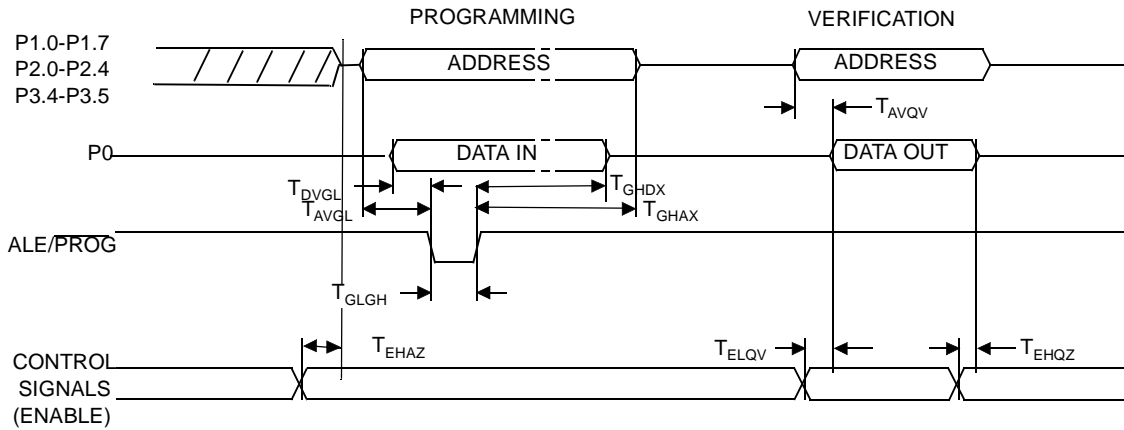 PROGRAMMING
VERIFICATION
P1.0-P1.7
P2.0-P2.4
P3.4-P3.5
ADDRESS
ADDRESS
TAVQV
P0
DATA IN
DATA OUT
TDVGL
TGHDX
TAVGL
TGHAX
ALE/PROG
TGLGH
TEHAZ
TELQV
TEHQZ
CONTROL
SIGNALS
(ENABLE)